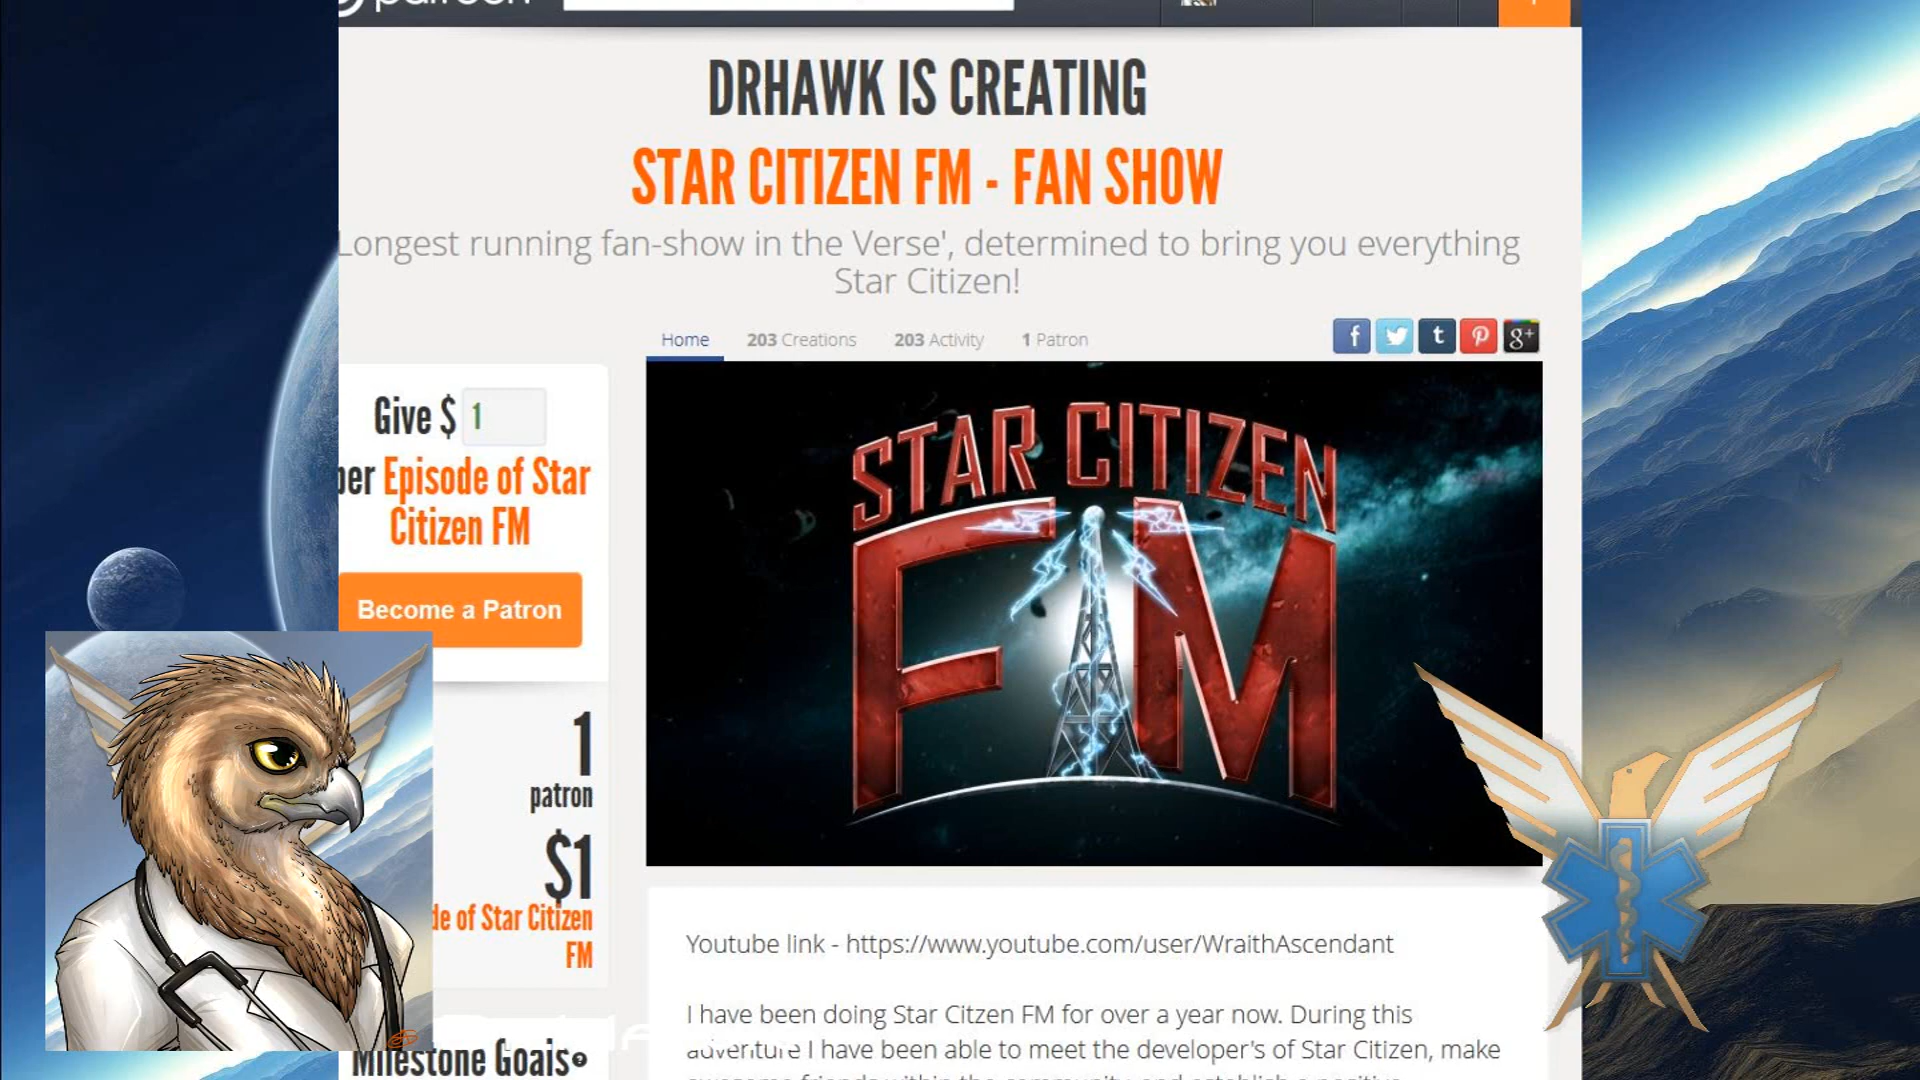 patreon
DRHAWK IS CREATING
STAR CITIZEN FM - FAN SHOW
Longest running fan-show in the Verse', determined to bring you everything
Star Citizen!
Home 203 Creations 203 Activity 1 Patron
f t g+
Give $ 1
per Episode of Star
Citizen FM
Become a Patron
STAR CITIZEN
FM
1
patron
$1
de of Star Citizen
FM
Milestone Goals
Youtube link - https://www.youtube.com/user/WraithAscendant
I have been doing Star Citzen FM for over a year now. During this
adventure I have been able to meet the developer's of Star Citizen, make